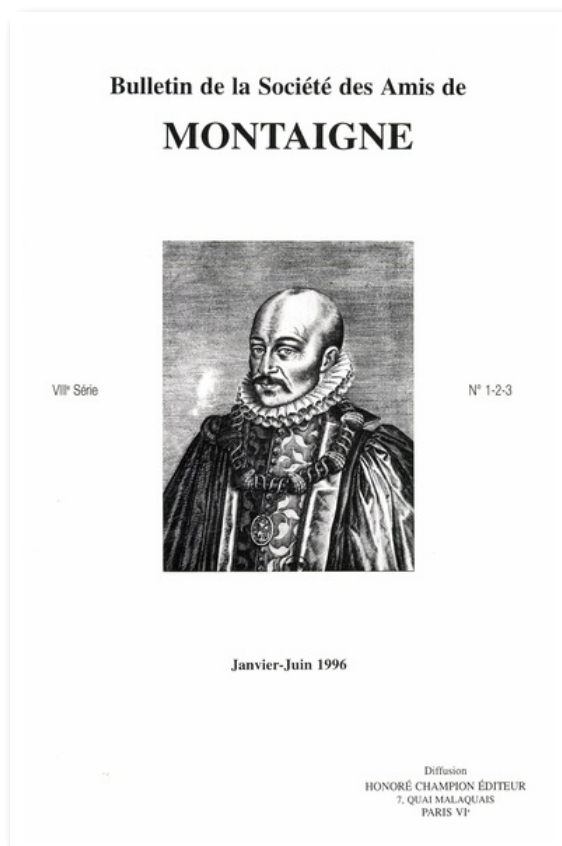 Bulletin de la Société des Amis de
MONTAIGNE
VIIIᵉ Série
N° 1-2-3
Janvier-Juin 1996
Diffusion
HONORÉ CHAMPION ÉDITEUR
7, QUAI MALAQUAIS
PARIS VIᵉ